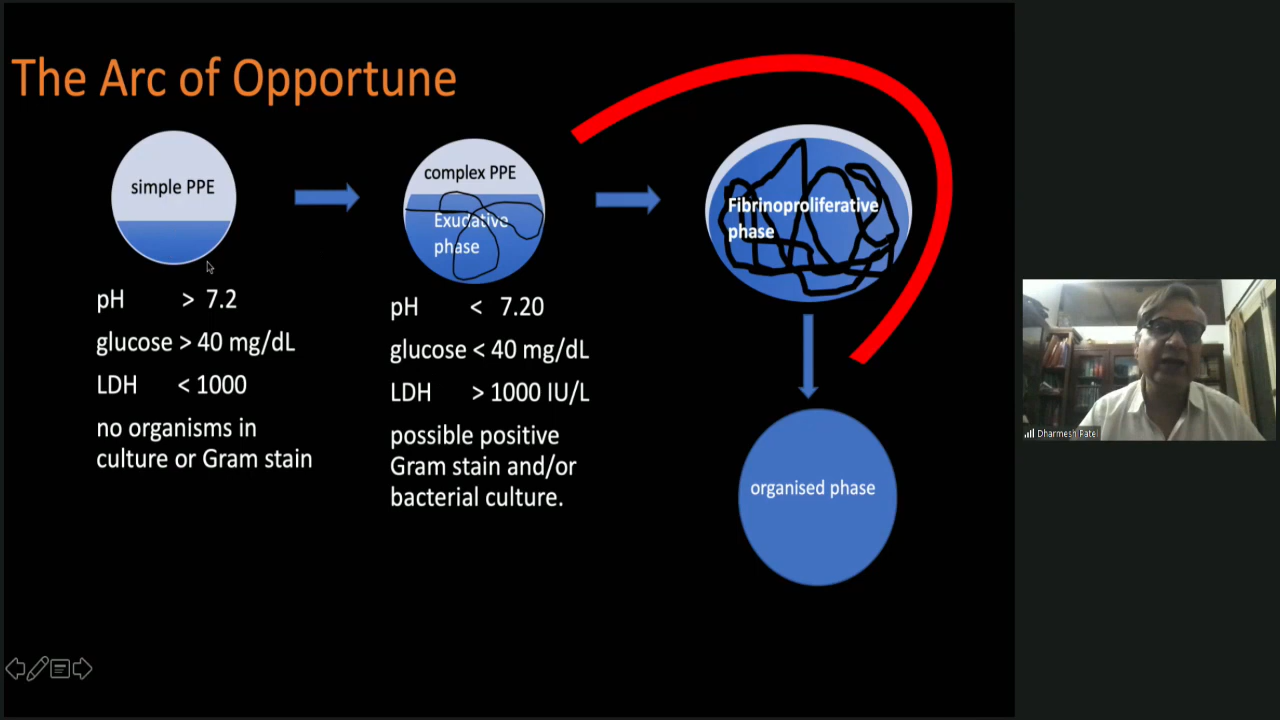 The Arc of Opportune
simple PPE
pH > 7.2
glucose > 40 mg/dL
LDH < 1000
no organisms in
culture or Gram stain
complex PPE
Exudative
phase
pH < 7.20
glucose < 40 mg/dL
LDH > 1000 IU/L
possible positive
Gram stain and/or
bacterial culture.
Fibrinoproliferative
phase
organised phase
Dharmesh Patel